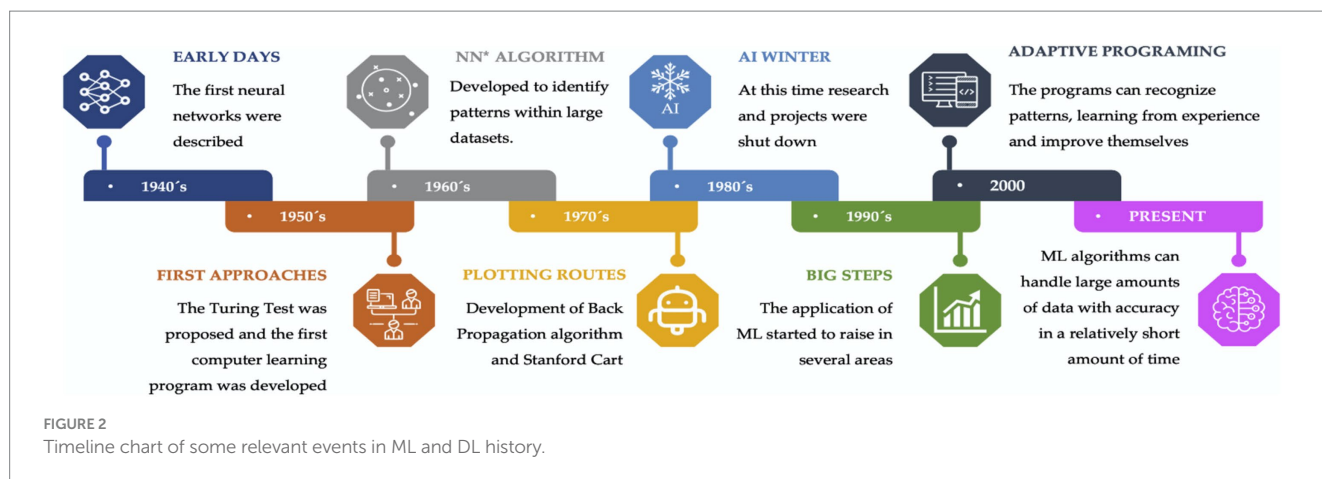 EARLY DAYS
The first neural
networks were
described
NN* ALGORITHM
Developed to identify
patterns within large
datasets.
AI
AI WINTER
At this time research
and projects were
shut down
ADAPTIVE PROGRAMING
The programs can recognize
patterns, learning from experience
and improve themselves
• 1940´s
• 1960´s
• 1980´s
• 2000
• 1950´s
• 1970´s
• 1990´s
• PRESENT
FIRST APPROACHES
The Turing Test was
proposed and the first
computer learning
program was developed
PLOTTING ROUTES
Development of Back
Propagation algorithm
and Stanford Cart
BIG STEPS
The application of
ML started to raise in
several areas
ML algorithms can
handle large amounts
of data with accuracy
in a relatively short
amount of time
FIGURE 2
Timeline chart of some relevant events in ML and DL history.